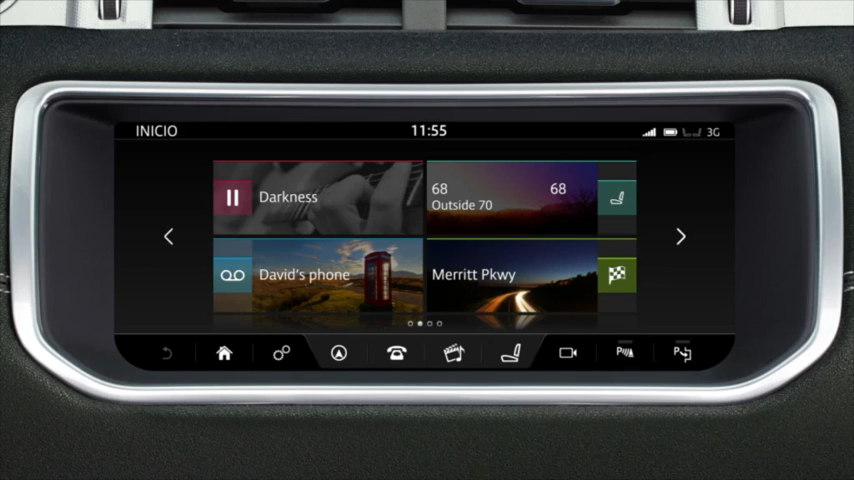 INICIO
11:55
3G
Darkness
68 68
Outside 70
David's phone
Merritt Pkwy
P
P